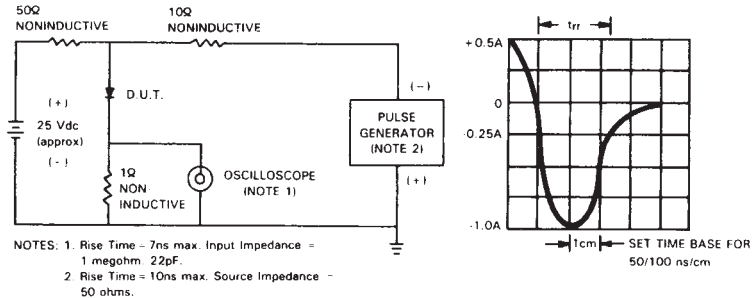 50Ω
NONINDUCTIVE
10Ω
NONINDUCTIVE
(+)
25 Vdc
(approx)
(-)
D.U.T.
1Ω
NON
INDUCTIVE
OSCILLOSCOPE
(NOTE 1)
(-)
PULSE
GENERATOR
(NOTE 2)
(+)
NOTES: 1. Rise Time = 7ns max. Input Impedance =
1 megohm. 22pF.
2. Rise Time = 10ns max. Source Impedance =
50 ohms.
trr
+0.5A
0
-0.25A
-1.0A
1cm
SET TIME BASE FOR
50/100 ns/cm